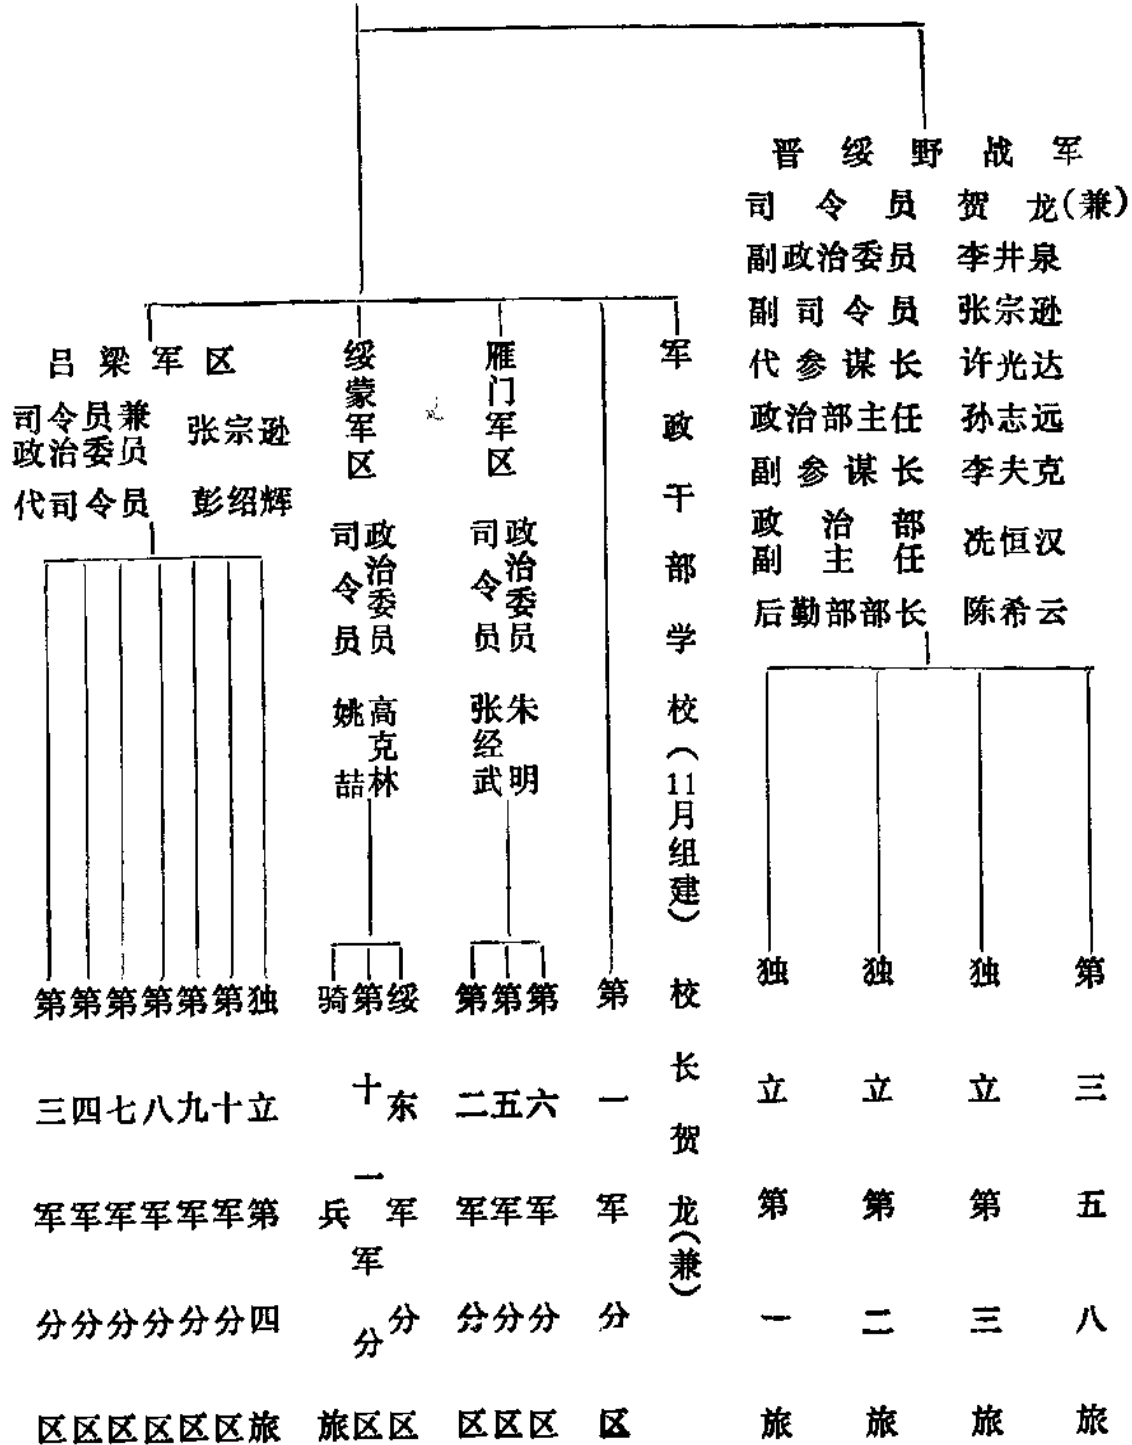 晋绥野战军
司令员 贺龙(兼)
副政治委员 李井泉
副司令员 张宗逊
代参谋长 许光达
政治部主任 孙志远
副参谋长 李夫克
政治部副主任 冼恒汉
后勤部部长 陈希云
独立第一旅
独立第二旅
独立第三旅
第三五八旅
吕梁军区
司令员兼政治委员 张宗逊
代司令员 彭绍辉
第三军分区
第四军分区
第七军分区
第八军分区
第九军分区
第十军分区
独立第四旅
绥蒙军区
司令员 姚喆
政治委员 高克林
骑兵旅
第十一军分区
绥东军分区
雁门军区
司令员 张经武
政治委员 朱明
第二军分区
第五军分区
第六军分区
第一军分区
军政干部学校(11月组建) 校长贺龙(兼)